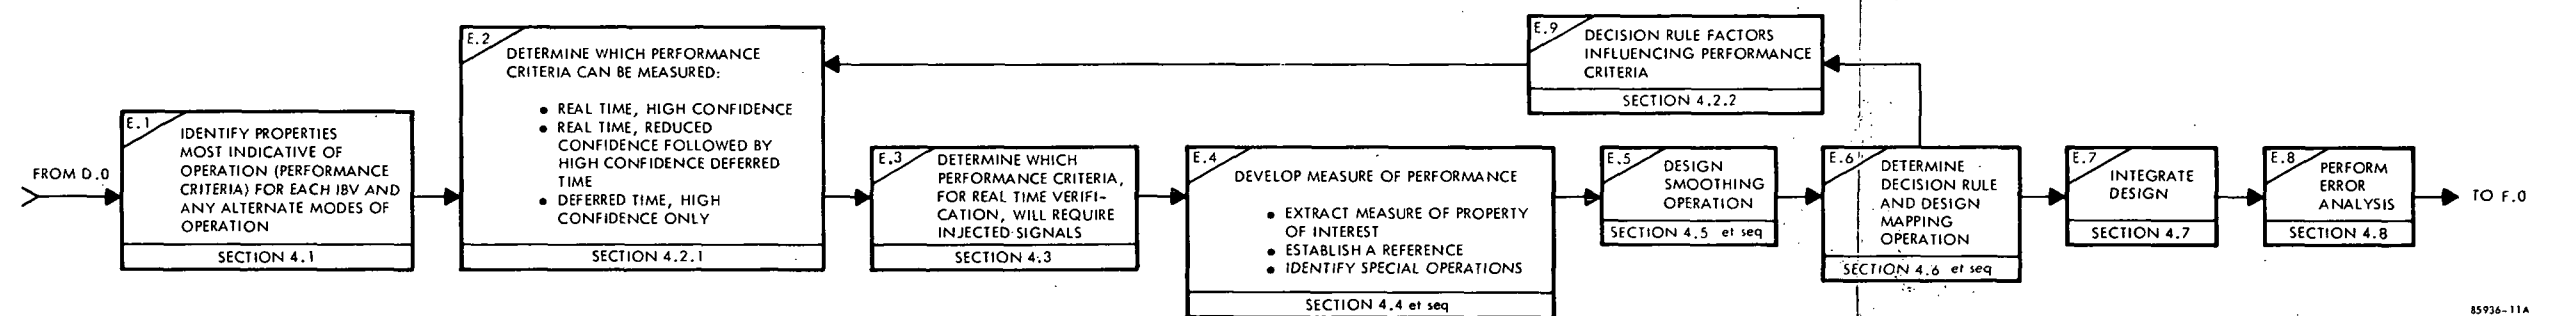 FROM D.0
E.1
IDENTIFY PROPERTIES
MOST INDICATIVE OF
OPERATION (PERFORMANCE
CRITERIA) FOR EACH IBV AND
ANY ALTERNATE MODES OF
OPERATION
SECTION 4.1
E.2
DETERMINE WHICH PERFORMANCE
CRITERIA CAN BE MEASURED:
● REAL TIME, HIGH CONFIDENCE
● REAL TIME, REDUCED
CONFIDENCE FOLLOWED BY
HIGH CONFIDENCE DEFERRED
TIME
● DEFERRED TIME, HIGH
CONFIDENCE ONLY
SECTION 4.2.1
E.3
DETERMINE WHICH
PERFORMANCE CRITERIA,
FOR REAL TIME VERIFI-
CATION, WILL REQUIRE
INJECTED SIGNALS
SECTION 4.3
E.4
DEVELOP MEASURE OF PERFORMANCE
● EXTRACT MEASURE OF PROPERTY
OF INTEREST
● ESTABLISH A REFERENCE
● IDENTIFY SPECIAL OPERATIONS
SECTION 4.4 et seq
E.5
DESIGN
SMOOTHING
OPERATION
SECTION 4.5 et seq
E.6
DETERMINE
DECISION RULE
AND DESIGN
MAPPING
OPERATION
SECTION 4.6 et seq
E.7
INTEGRATE
DESIGN
SECTION 4.7
E.8
PERFORM
ERROR
ANALYSIS
SECTION 4.8
TO F.0
E.9
DECISION RULE FACTORS
INFLUENCING PERFORMANCE
CRITERIA
SECTION 4.2.2
85936-11A